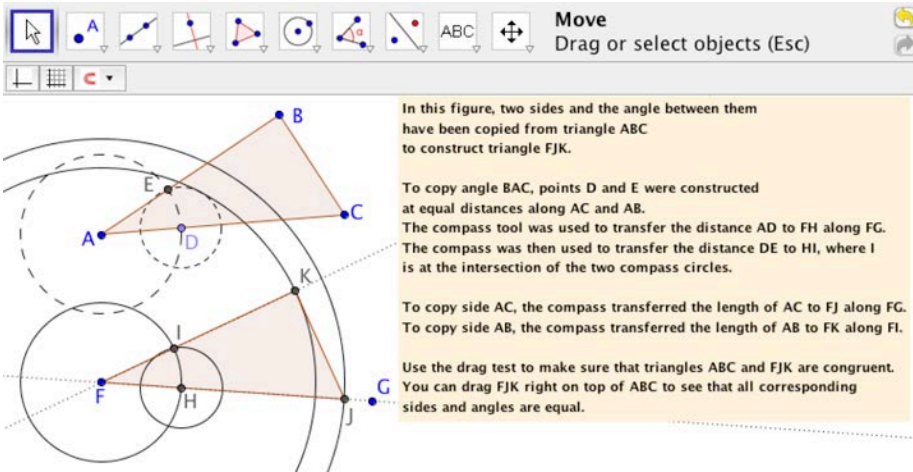 A
α
ABC
Move
Drag or select objects (Esc)
In this figure, two sides and the angle between them
have been copied from triangle ABC
to construct triangle FJK.
To copy angle BAC, points D and E were constructed
at equal distances along AC and AB.
The compass tool was used to transfer the distance AD to FH along FG.
The compass was then used to transfer the distance DE to HI, where I
is at the intersection of the two compass circles.
To copy side AC, the compass transferred the length of AC to FJ along FG.
To copy side AB, the compass transferred the length of AB to FK along FI.
Use the drag test to make sure that triangles ABC and FJK are congruent.
You can drag FJK right on top of ABC to see that all corresponding
sides and angles are equal.
B
E
C
A
D
K
I
F
H
G
J